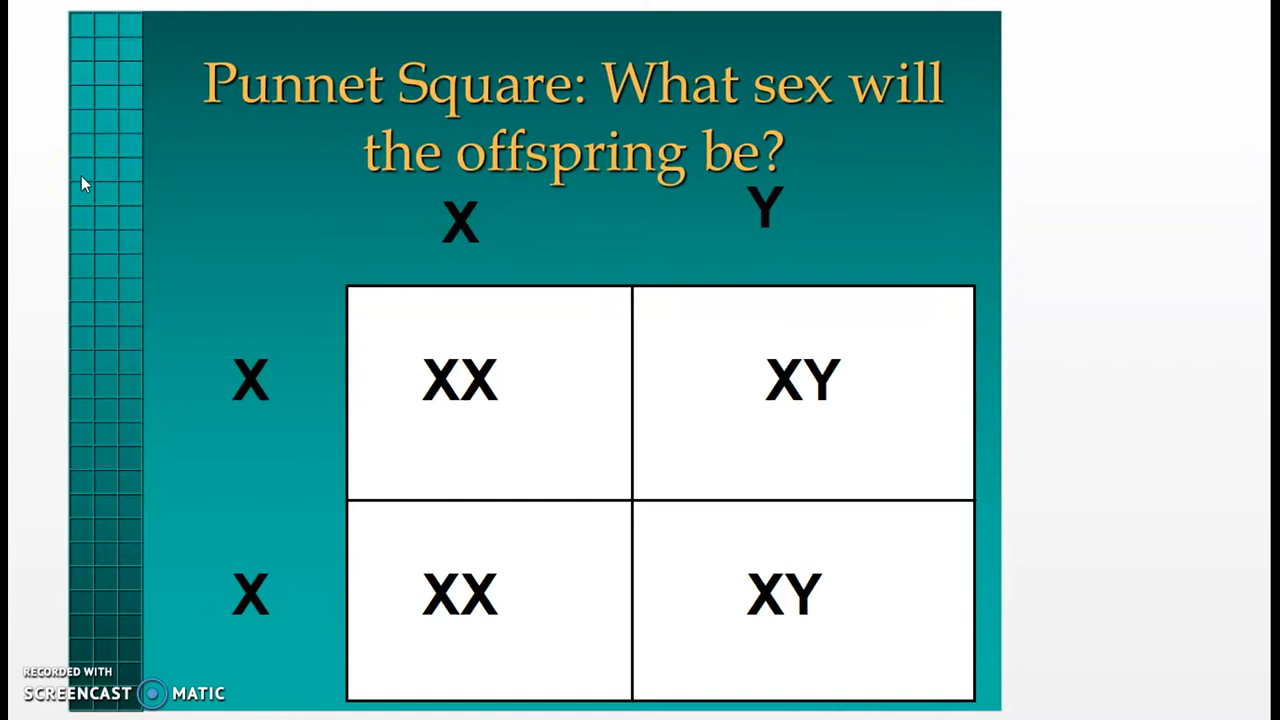 Punnet Square: What sex will
the offspring be?
X Y
X XX XY
X XX XY
RECORDED WITH
SCREENCAST MATIC